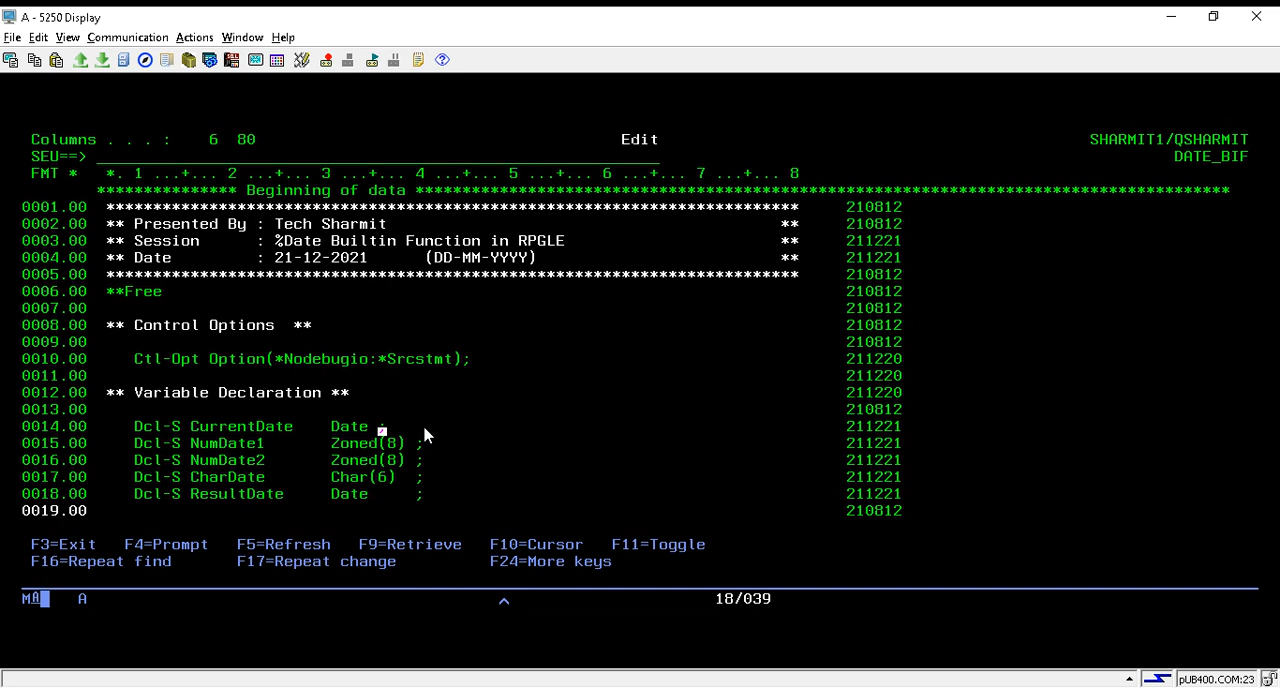 A - 5250 Display
File Edit View Communication Actions Window Help
Columns . . . : 6 80 Edit SHARMIT1/QSHARMIT
SEU==> DATE_BIF
FMT * *. 1 ...+... 2 ...+... 3 ...+... 4 ...+... 5 ...+... 6 ...+... 7 ...+... 8
*************** Beginning of data ***************************************************************************************
0001.00 ************************************************************************** 210812
0002.00 ** Presented By : Tech Sharmit ** 210812
0003.00 ** Session : %Date Builtin Function in RPGLE ** 211221
0004.00 ** Date : 21-12-2021 (DD-MM-YYYY) ** 211221
0005.00 ************************************************************************** 210812
0006.00 **Free 210812
0007.00 210812
0008.00 ** Control Options ** 210812
0009.00 210812
0010.00 Ctl-Opt Option(*Nodebugio:*Srcstmt); 211220
0011.00 211220
0012.00 ** Variable Declaration ** 211220
0013.00 210812
0014.00 Dcl-S CurrentDate Date ; 211221
0015.00 Dcl-S NumDate1 Zoned(8) ; 211221
0016.00 Dcl-S NumDate2 Zoned(8) ; 211221
0017.00 Dcl-S CharDate Char(6) ; 211221
0018.00 Dcl-S ResultDate Date ; 211221
0019.00 210812
F3=Exit F4=Prompt F5=Refresh F9=Retrieve F10=Cursor F11=Toggle
F16=Repeat find F17=Repeat change F24=More keys
MA A 18/039
pUB400.COM:23